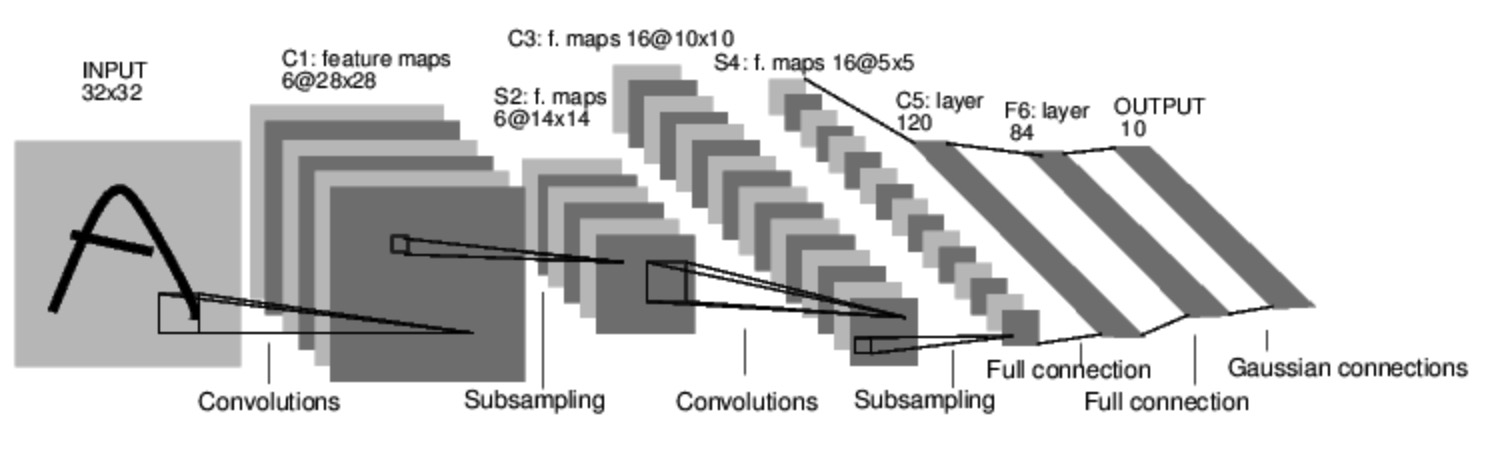 INPUT
32x32
C1: feature maps
6@28x28
S2: f. maps
6@14x14
C3: f. maps 16@10x10
S4: f. maps 16@5x5
C5: layer
120
F6: layer
84
OUTPUT
10
Convolutions
Subsampling
Convolutions
Subsampling
Full connection
Full connection
Gaussian connections